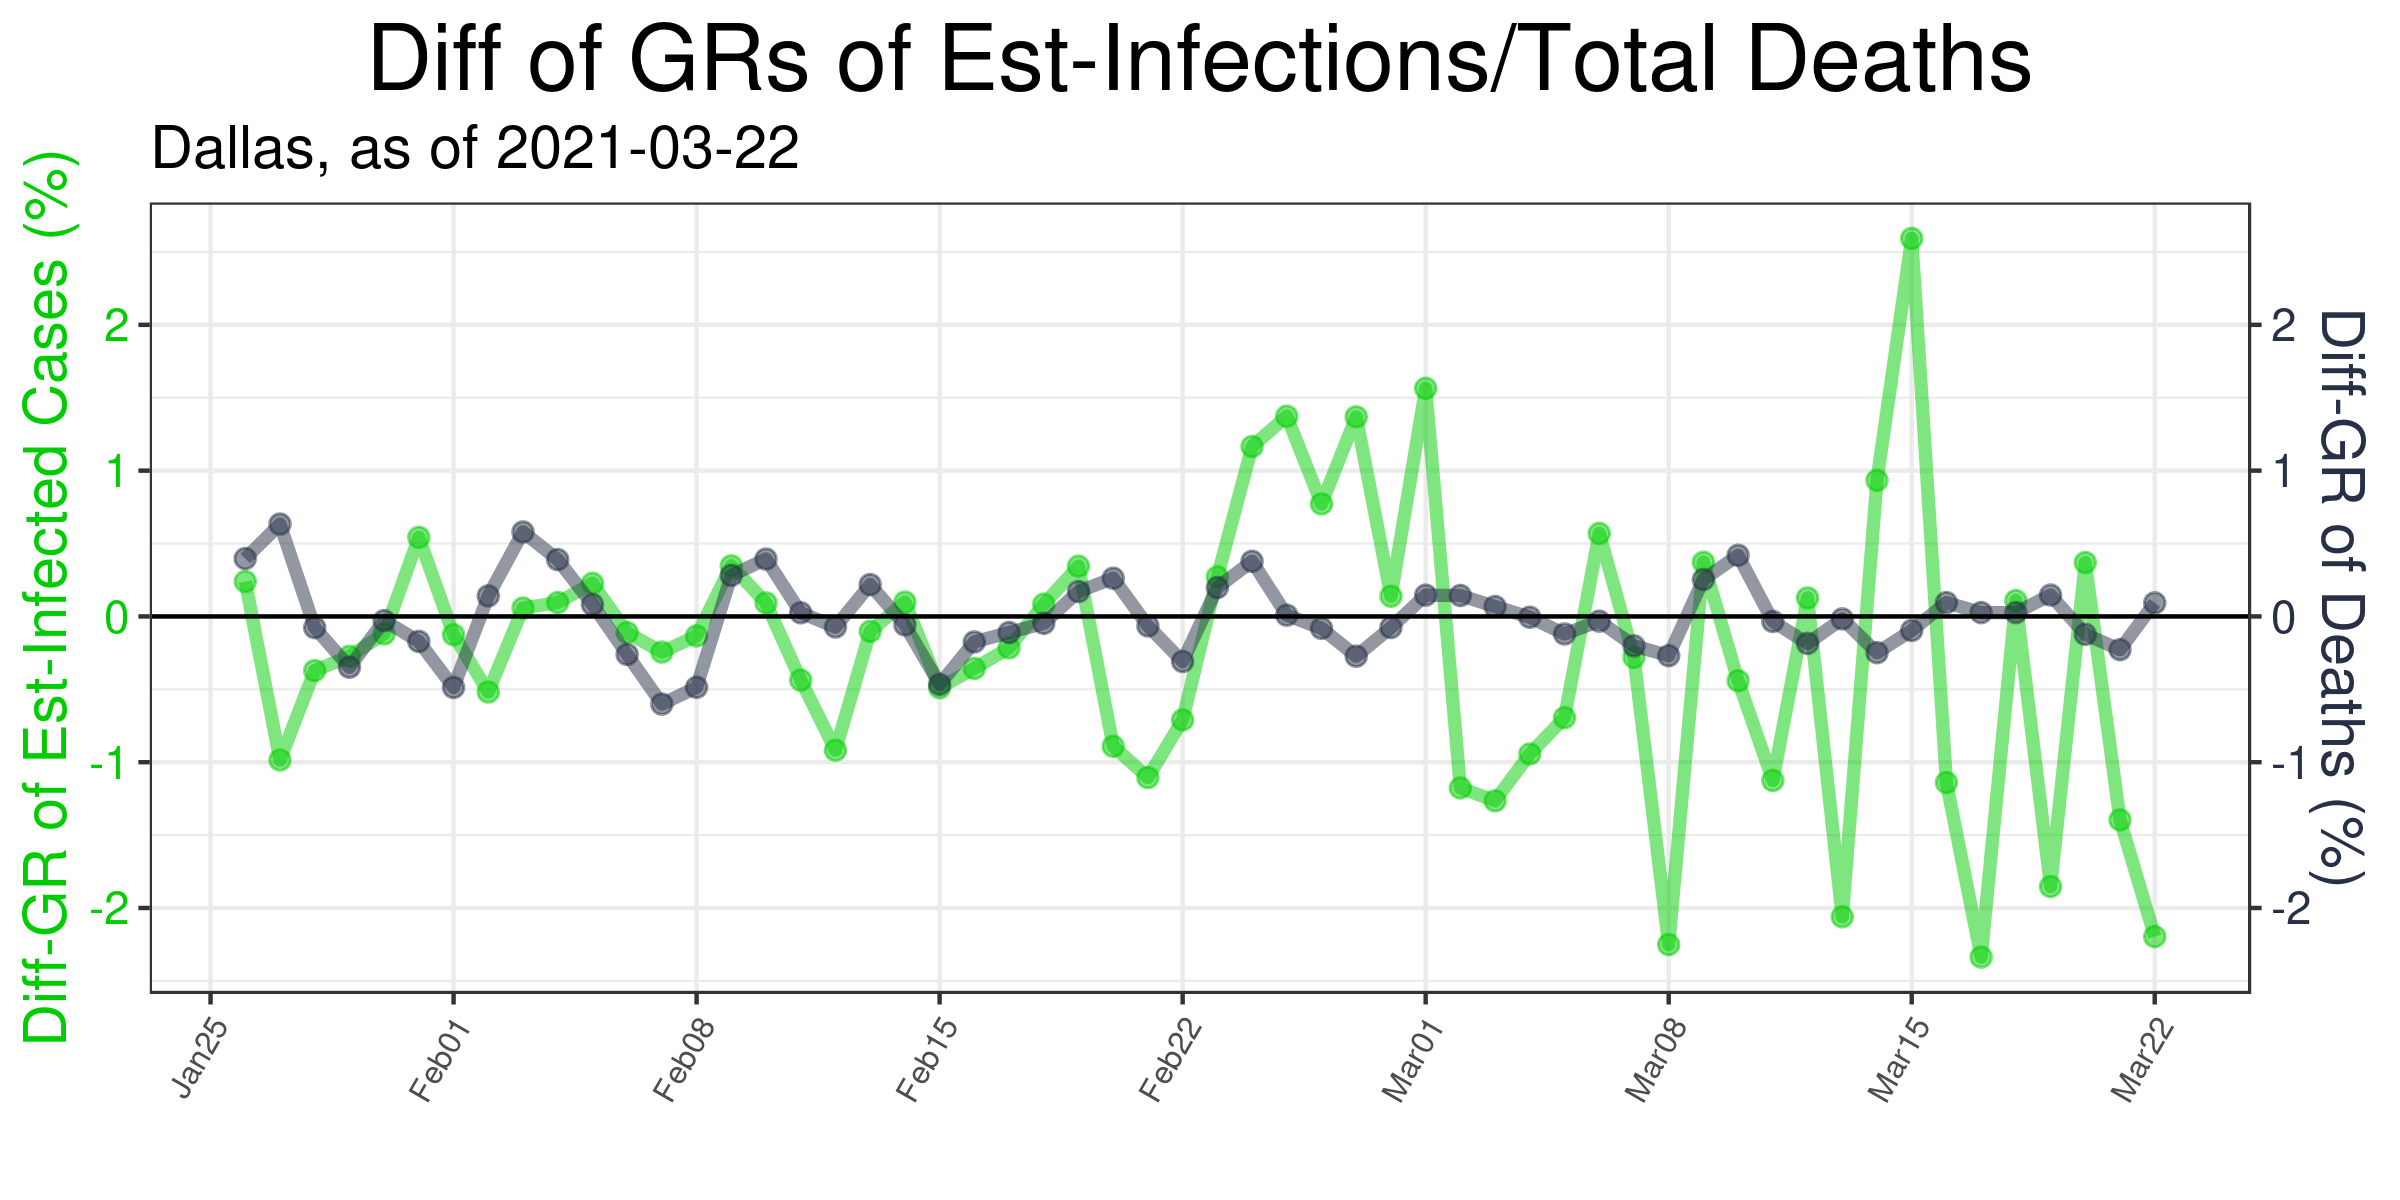 Diff of GRs of Est-Infections/Total Deaths
Dallas, as of 2021-03-22
Diff-GR of Est-Infected Cases (%)
2
1
0
-1
-2
2
1
0
-1
-2
Diff-GR of Deaths (%)
Jan25
Feb01
Feb08
Feb15
Feb22
Mar01
Mar08
Mar15
Mar22